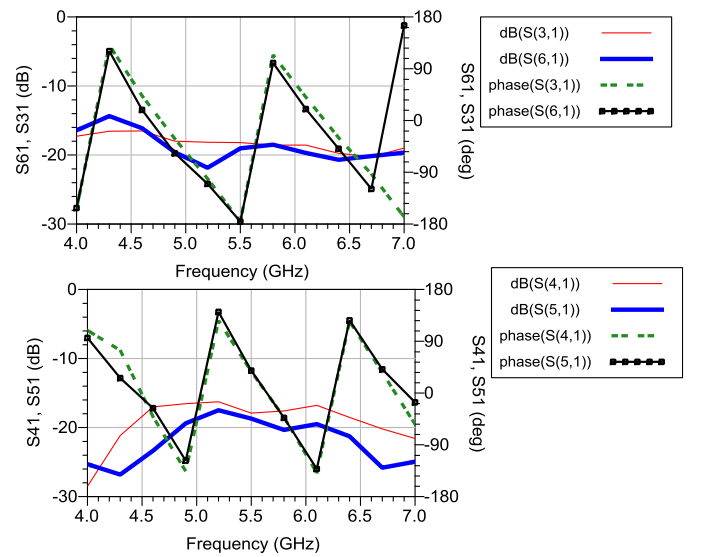 0
-10
-20
-30
S61, S31 (dB)
180
90
0
-90
-180
S61, S31 (deg)
4.0 4.5 5.0 5.5 6.0 6.5 7.0
Frequency (GHz)
dB(S(3,1))
dB(S(6,1))
phase(S(3,1))
phase(S(6,1))
0
-10
-20
-30
S41, S51 (dB)
180
90
0
-90
-180
S41, S51 (deg)
4.0 4.5 5.0 5.5 6.0 6.5 7.0
Frequency (GHz)
dB(S(4,1))
dB(S(5,1))
phase(S(4,1))
phase(S(5,1))